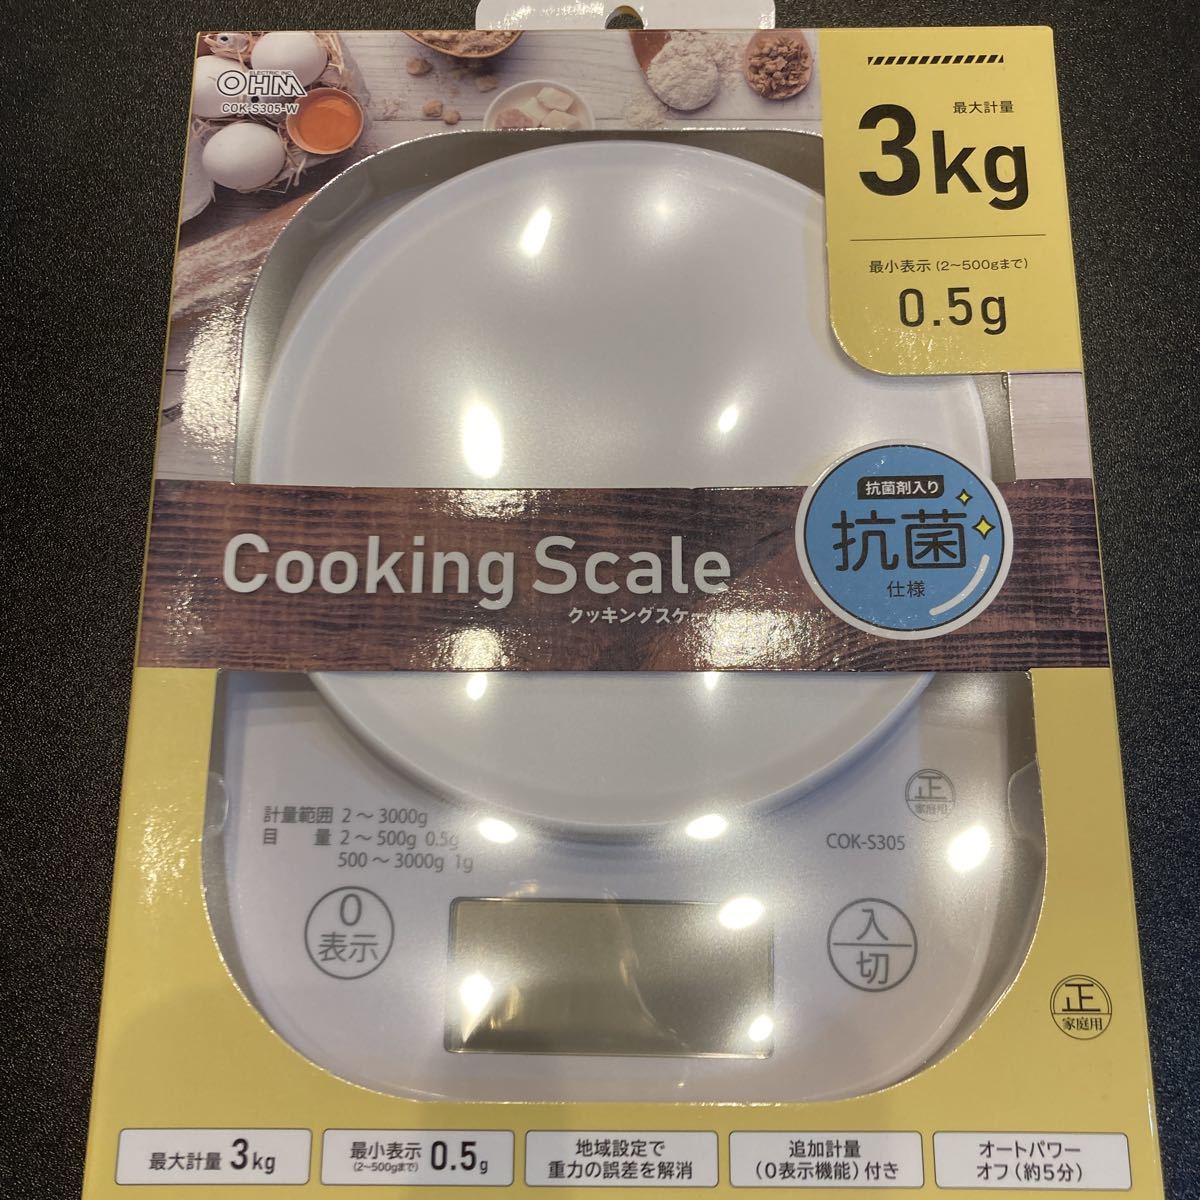 ELECTRIC INC.
OHM
COK-S305-W
最大計量
3kg
最小表示 (2～500gまで)
0.5g
抗菌剤入り
抗菌
仕様
Cooking Scale
クッキングスケー
計量範囲 2～3000g
目 量 2～500g 0.5g
500～3000g 1g
正
家庭用
COK-S305
0
表示
入
切
正
家庭用
最大計量 3kg
最小表示 0.5g
(2～500gまで)
地域設定で
重力の誤差を解消
追加計量
(0表示機能) 付き
オートパワー
オフ (約5分)